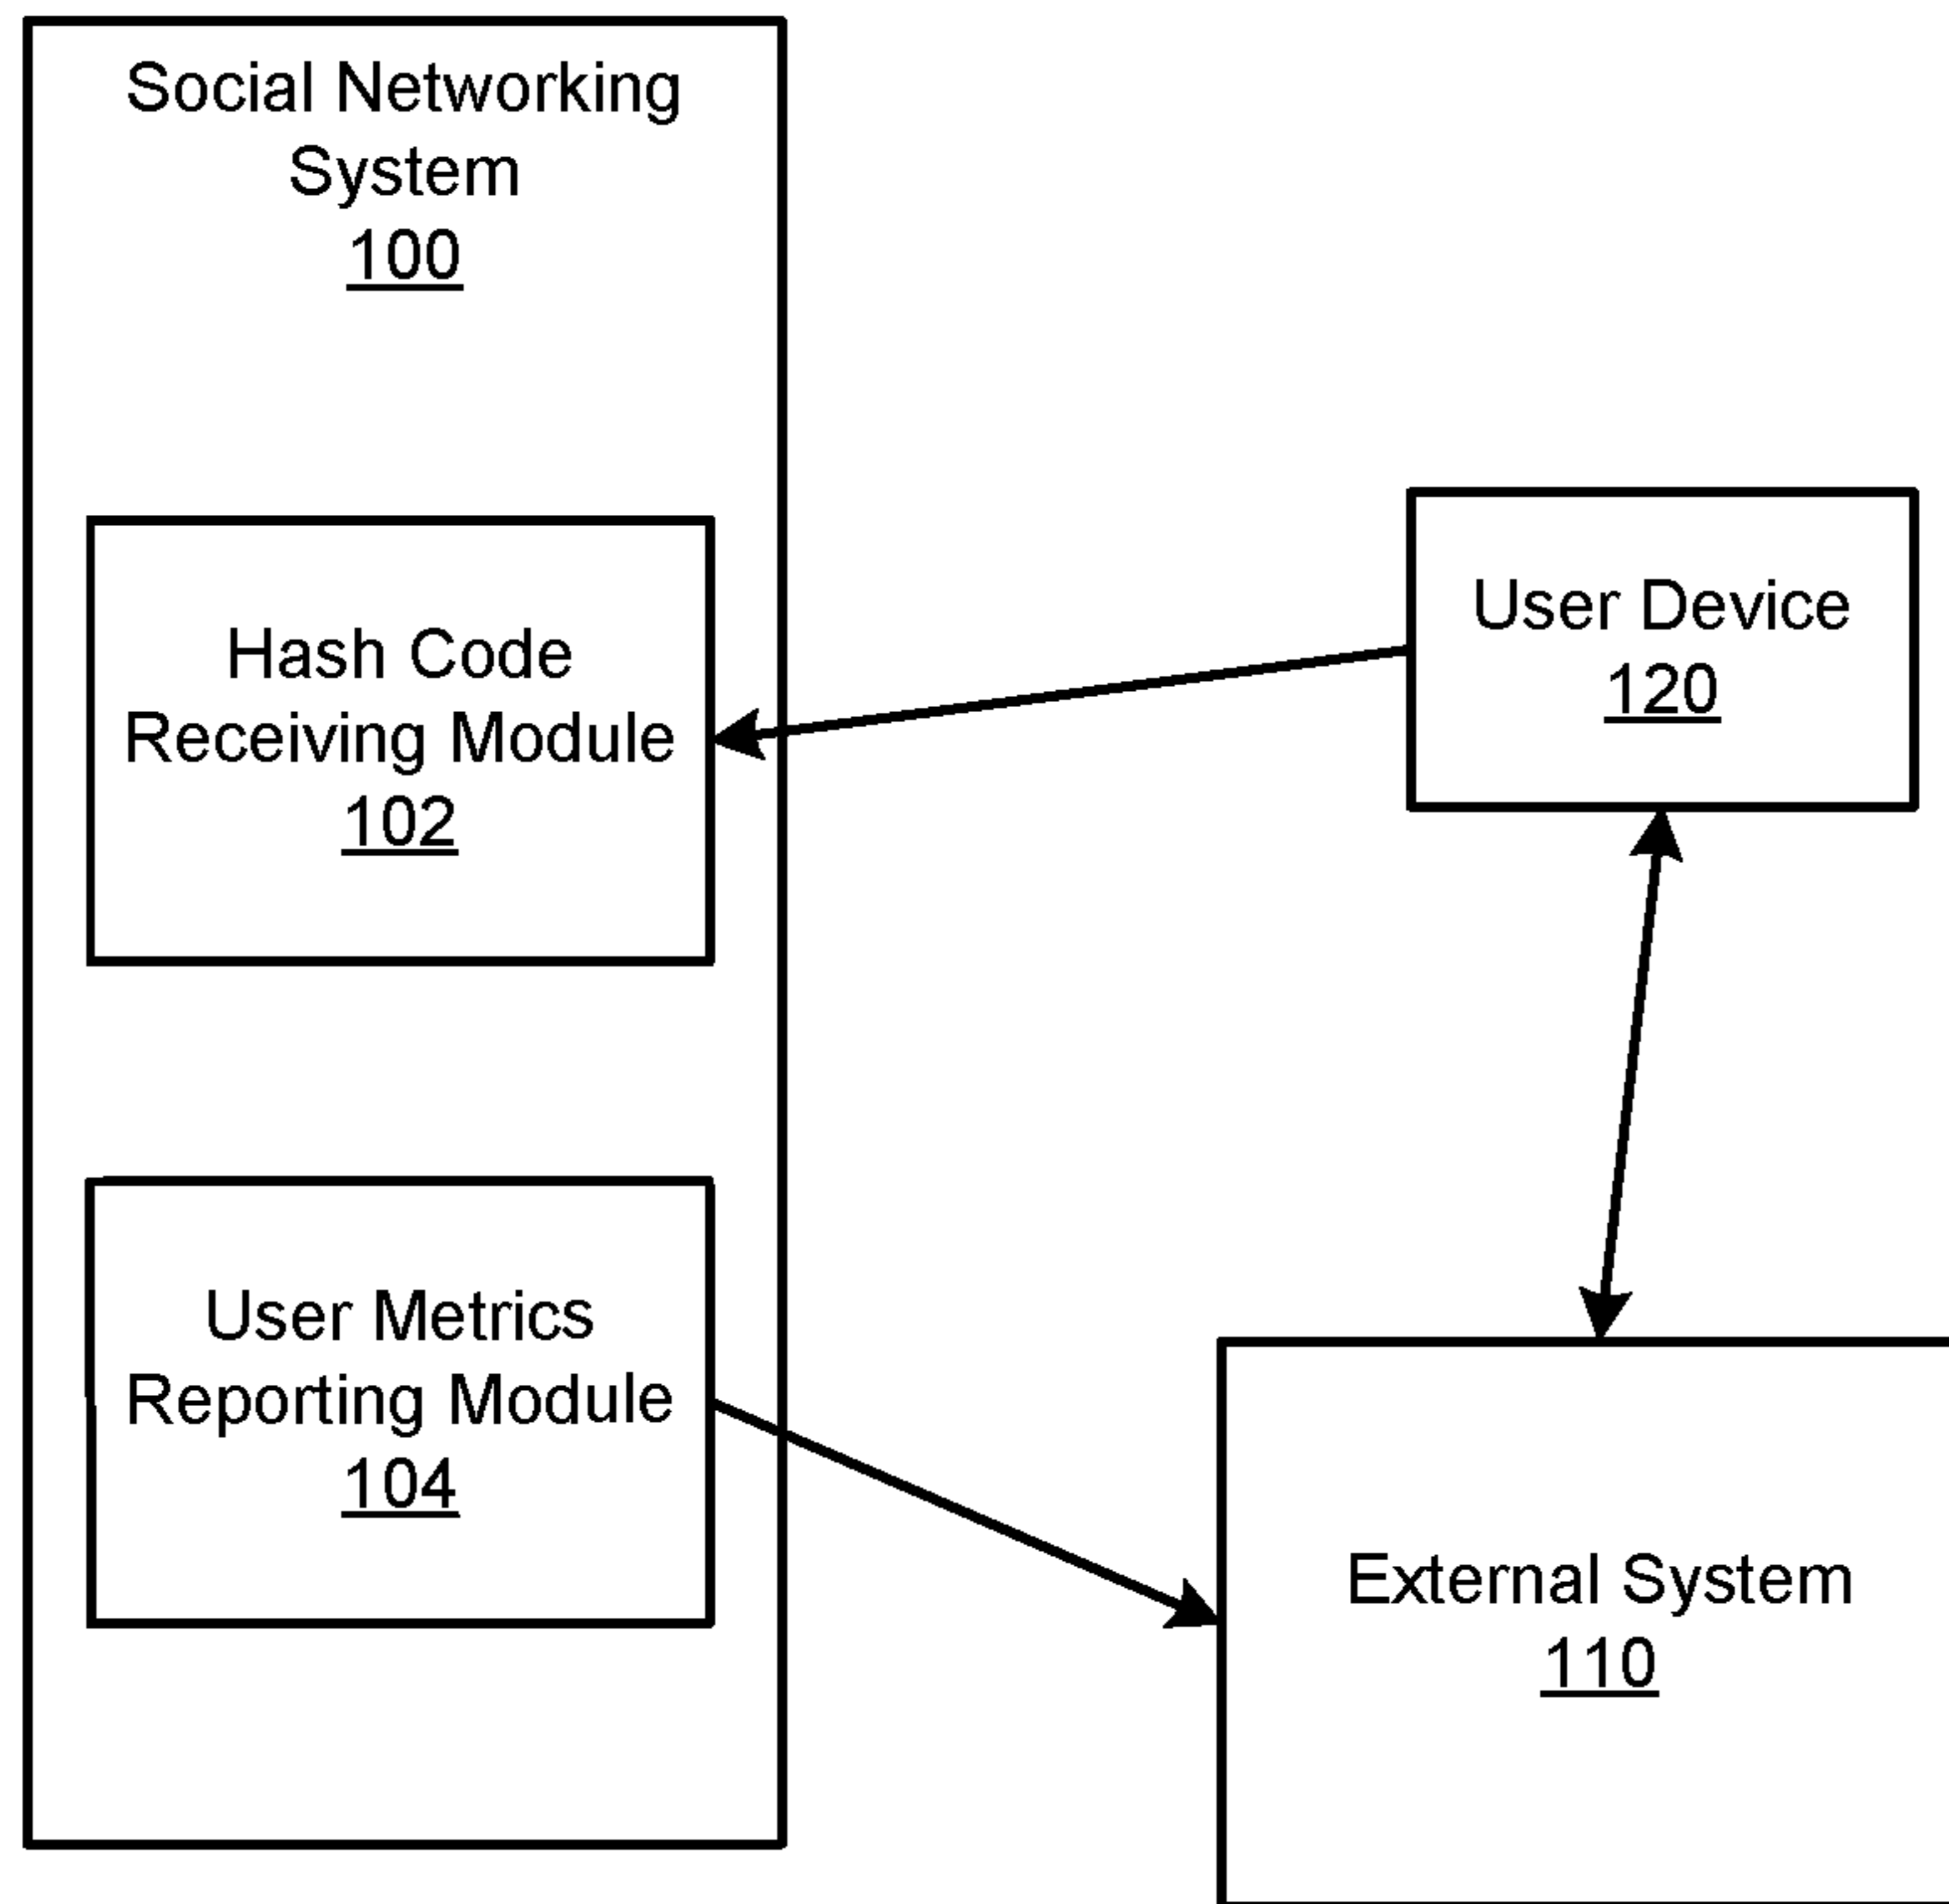 Social Networking
System
100
Hash Code
Receiving Module
102
User Device
120
User Metrics
Reporting Module
104
External System
110